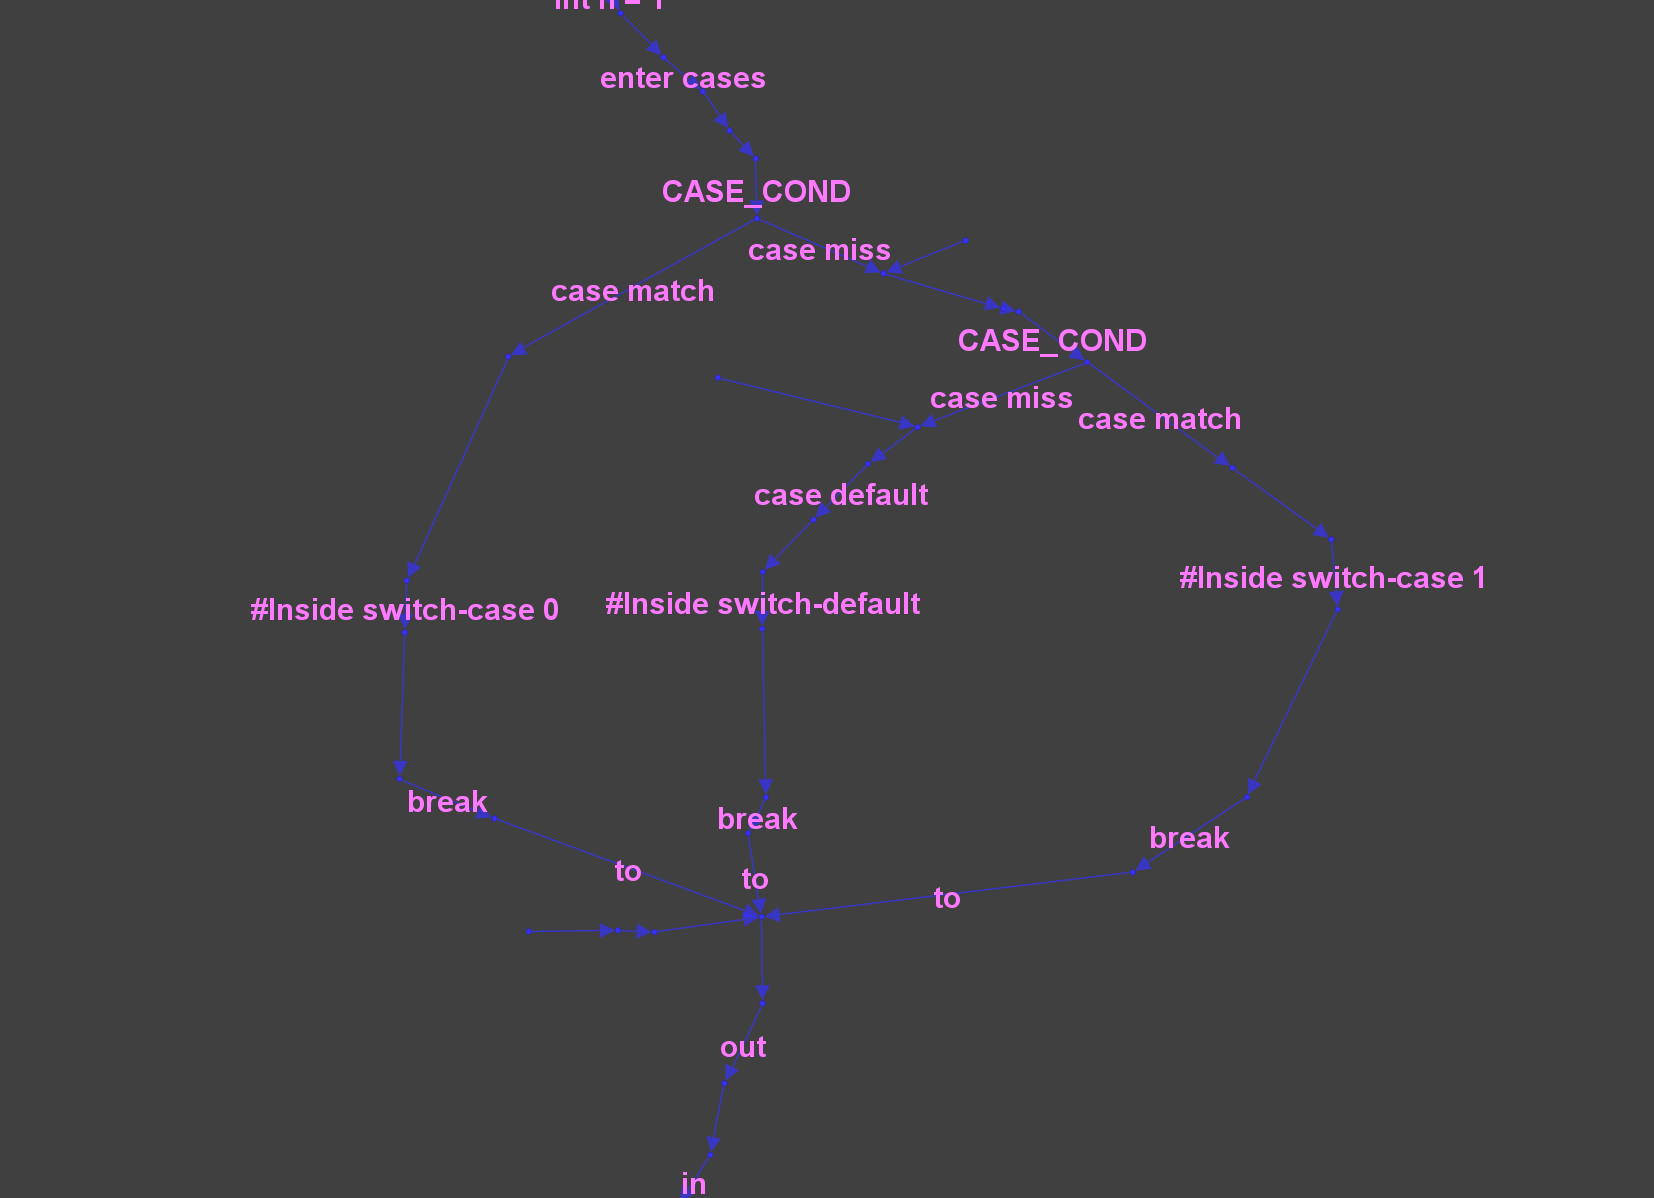 enter cases
CASE_COND
case miss
case match
CASE_COND
case miss
case match
case default
#Inside switch-case 1
#Inside switch-default
#Inside switch-case 0
break
break
break
to
to
to
out
in